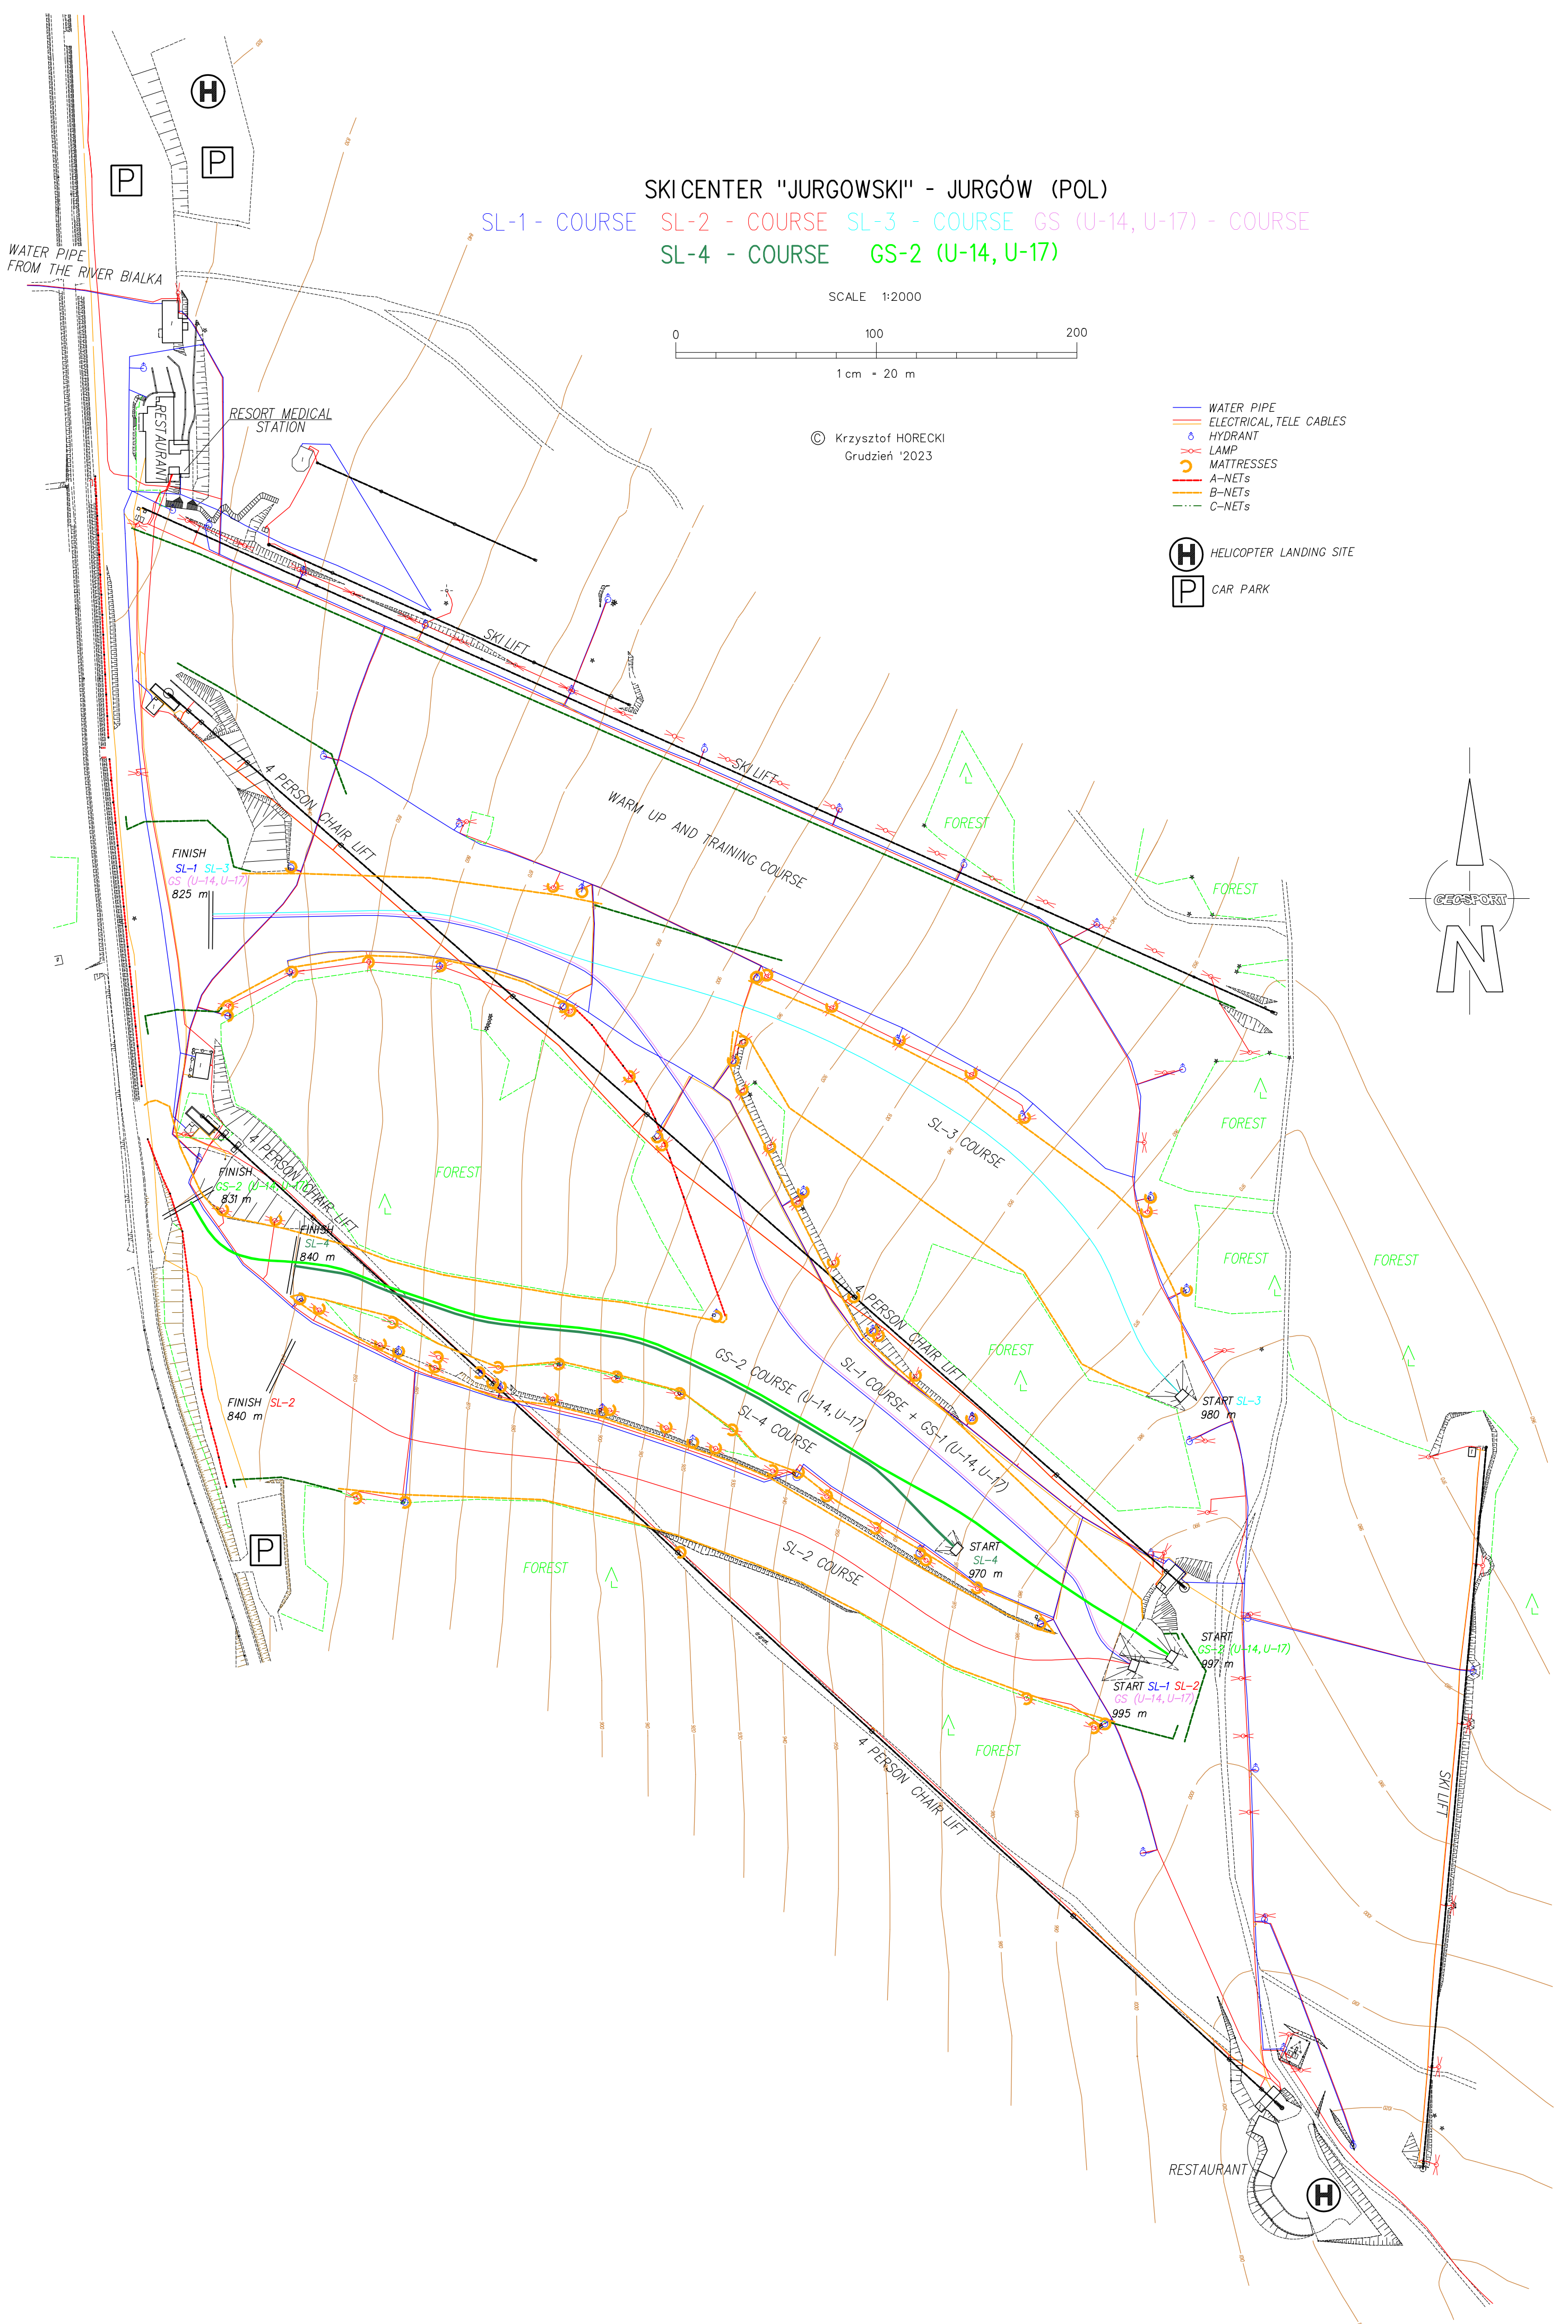 H
P
P
SKI CENTER "JURGOWSKI" - JURGÓW (POL)
SL-1 - COURSE SL-2 - COURSE SL-3 - COURSE GS (U-14, U-17) - COURSE
SL-4 - COURSE GS-2 (U-14, U-17)
WATER PIPE
FROM THE RIVER BIALKA
SCALE 1:2000
0 100 200
1 cm = 20 m
© Krzysztof HORECKI
Grudzień '2023
WATER PIPE
ELECTRICAL, TELE CABLES
HYDRANT
LAMP
MATTRESSES
A-NETs
B-NETs
C-NETs
H HELICOPTER LANDING SITE
P CAR PARK
RESTAURANT
RESORT MEDICAL
STATION
SKI LIFT
SKI LIFT
4 PERSON CHAIR LIFT
WARM UP AND TRAINING COURSE
FOREST
FOREST
GEO-SPORT
N
FINISH
SL-1 SL-3
GS (U-14, U-17)
825 m
SL-3 COURSE
FOREST
FOREST
4 PERSON CHAIR LIFT
FINISH
GS-2 (U-14, U-17)
831 m
FINISH
SL-4
840 m
FOREST
FOREST
FOREST
4 PERSON CHAIR LIFT
GS-2 COURSE (U-14, U-17)
SL-1 COURSE + GS-1 (U-14, U-17)
SL-4 COURSE
START SL-3
980 m
FINISH SL-2
840 m
P
FOREST
SL-2 COURSE
START
SL-4
970 m
START
GS-2 (U-14, U-17)
997 m
START SL-1 SL-2
GS (U-14, U-17)
995 m
FOREST
4 PERSON CHAIR LIFT
SKI LIFT
RESTAURANT
H